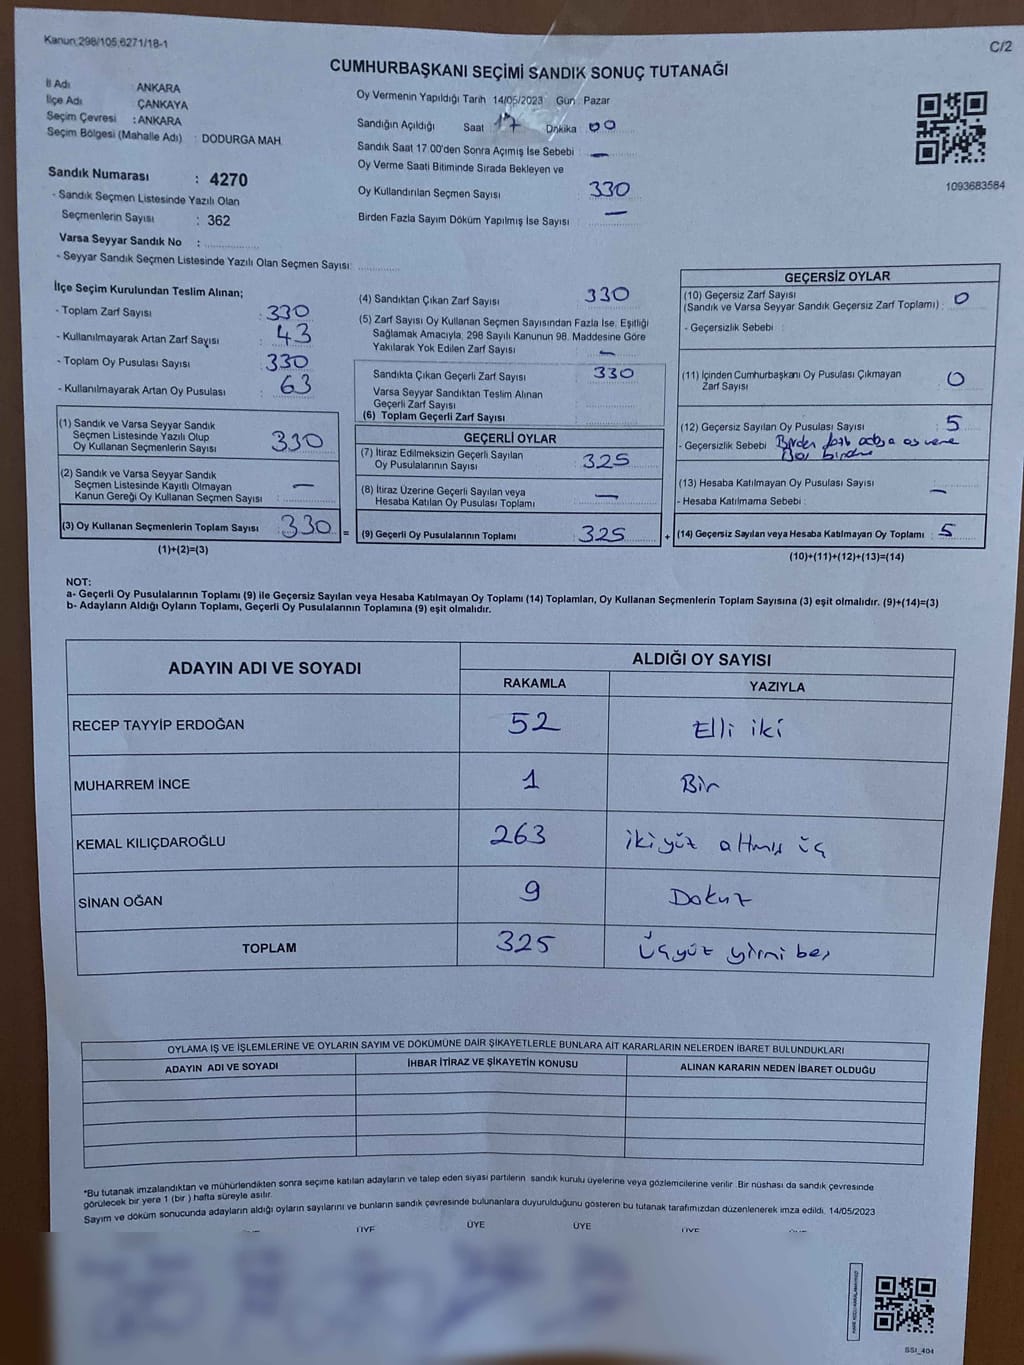 Kanun 298/105,6271/18-1
C/2
CUMHURBAŞKANI SEÇİMİ SANDIK SONUÇ TUTANAĞI
İl Adı : ANKARA
İlçe Adı : ÇANKAYA
Seçim Çevresi : ANKARA
Seçim Bölgesi (Mahalle Adı) : DODURGA MAH.
Oy Vermenin Yapıldığı Tarih 14/05/2023 Gün : Pazar
Sandığın Açıldığı Saat 17 Dakika 00
Sandık Saat 17.00'den Sonra Açımış İse Sebebi : —
Oy Verme Saati Bitiminde Sırada Bekleyen ve
Oy Kullandırılan Seçmen Sayısı 330
Birden Fazla Sayım Döküm Yapılmış İse Sayısı —
1093683584
Sandık Numarası : 4270
- Sandık Seçmen Listesinde Yazılı Olan
Seçmenlerin Sayısı : 362
Varsa Seyyar Sandık No :
- Seyyar Sandık Seçmen Listesinde Yazılı Olan Seçmen Sayısı:
İlçe Seçim Kurulundan Teslim Alınan;
- Toplam Zarf Sayısı : 330
- Kullanılmayarak Artan Zarf Sayısı : 43
- Toplam Oy Pusulası Sayısı : 330
- Kullanılmayarak Artan Oy Pusulası : 63
(1) Sandık ve Varsa Seyyar Sandık
Seçmen Listesinde Yazılı Olup
Oy Kullanan Seçmenlerin Sayısı 330
(2) Sandık ve Varsa Seyyar Sandık
Seçmen Listesinde Kayıtlı Olmayan
Kanun Gereği Oy Kullanan Seçmen Sayısı : —
(3) Oy Kullanan Seçmenlerin Toplam Sayısı : 330 =
(1)+(2)=(3)
(4) Sandıktan Çıkan Zarf Sayısı 330
(5) Zarf Sayısı Oy Kullanan Seçmen Sayısından Fazla İse, Eşitliği
Sağlamak Amacıyla, 298 Sayılı Kanunun 98. Maddesine Göre
Yakılarak Yok Edilen Zarf Sayısı —
Sandıkta Çıkan Geçerli Zarf Sayısı 330
Varsa Seyyar Sandıktan Teslim Alınan
Geçerli Zarf Sayısı
(6) Toplam Geçerli Zarf Sayısı
GEÇERLİ OYLAR
(7) İtiraz Edilmeksizin Geçerli Sayılan
Oy Pusulalarının Sayısı 325
(8) İtiraz Üzerine Geçerli Sayılan veya
Hesaba Katılan Oy Pusulası Toplamı —
(9) Geçerli Oy Pusulalarının Toplamı 325 +
GEÇERSİZ OYLAR
(10) Geçersiz Zarf Sayısı
(Sandık ve Varsa Seyyar Sandık Geçersiz Zarf Toplamı) : 0
- Geçersizlik Sebebi :
(11) İçinden Cumhurbaşkanı Oy Pusulası Çıkmayan
Zarf Sayısı 0
(12) Geçersiz Sayılan Oy Pusulası Sayısı : 5
- Geçersizlik Sebebi Birden
(13) Hesaba Katılmayan Oy Pusulası Sayısı : —
- Hesaba Katılmama Sebebi :
(14) Geçersiz Sayılan veya Hesaba Katılmayan Oy Toplamı : 5
(10)+(11)+(12)+(13)=(14)
NOT:
a- Geçerli Oy Pusulalarının Toplamı (9) ile Geçersiz Sayılan veya Hesaba Katılmayan Oy Toplamı (14) Toplamları, Oy Kullanan Seçmenlerin Toplam Sayısına (3) eşit olmalıdır. (9)+(14)=(3)
b- Adayların Aldığı Oyların Toplamı, Geçerli Oy Pusulalarının Toplamına (9) eşit olmalıdır.
ADAYIN ADI VE SOYADI
ALDIĞI OY SAYISI
RAKAMLA YAZIYLA
RECEP TAYYİP ERDOĞAN 52 Elli iki
MUHARREM İNCE 1 Bir
KEMAL KILIÇDAROĞLU 263 ikiyüz altmış üç
SİNAN OĞAN 9 Dokuz
TOPLAM 325 Üçyüz yirmi beş
OYLAMA İŞ VE İŞLEMLERİNE VE OYLARIN SAYIM VE DÖKÜMÜNE DAİR ŞİKAYETLERLE BUNLARA AİT KARARLARIN NELERDEN İBARET BULUNDUKLARI
ADAYIN ADI VE SOYADI İHBAR İTİRAZ VE ŞİKAYETİN KONUSU ALINAN KARARIN NEDEN İBARET OLDUĞU
*Bu tutanak imzalandıktan ve mühürlendikten sonra seçime katılan adayların ve talep eden siyasi partilerin sandık kurulu üyelerine veya gözlemcilerine verilir. Bir nüshası da sandık çevresinde
görülecek bir yere 1 (bir ) hafta süreyle asılır.
Sayım ve döküm sonucunda adayların aldığı oyların sayılarını ve bunların sandık çevresinde bulunanlara duyurulduğunu gösteren bu tutanak tarafımızdan düzenlenerek imza edildi. 14/05/2023
ÜYE ÜYE ÜYE ÜYE
SSI_404